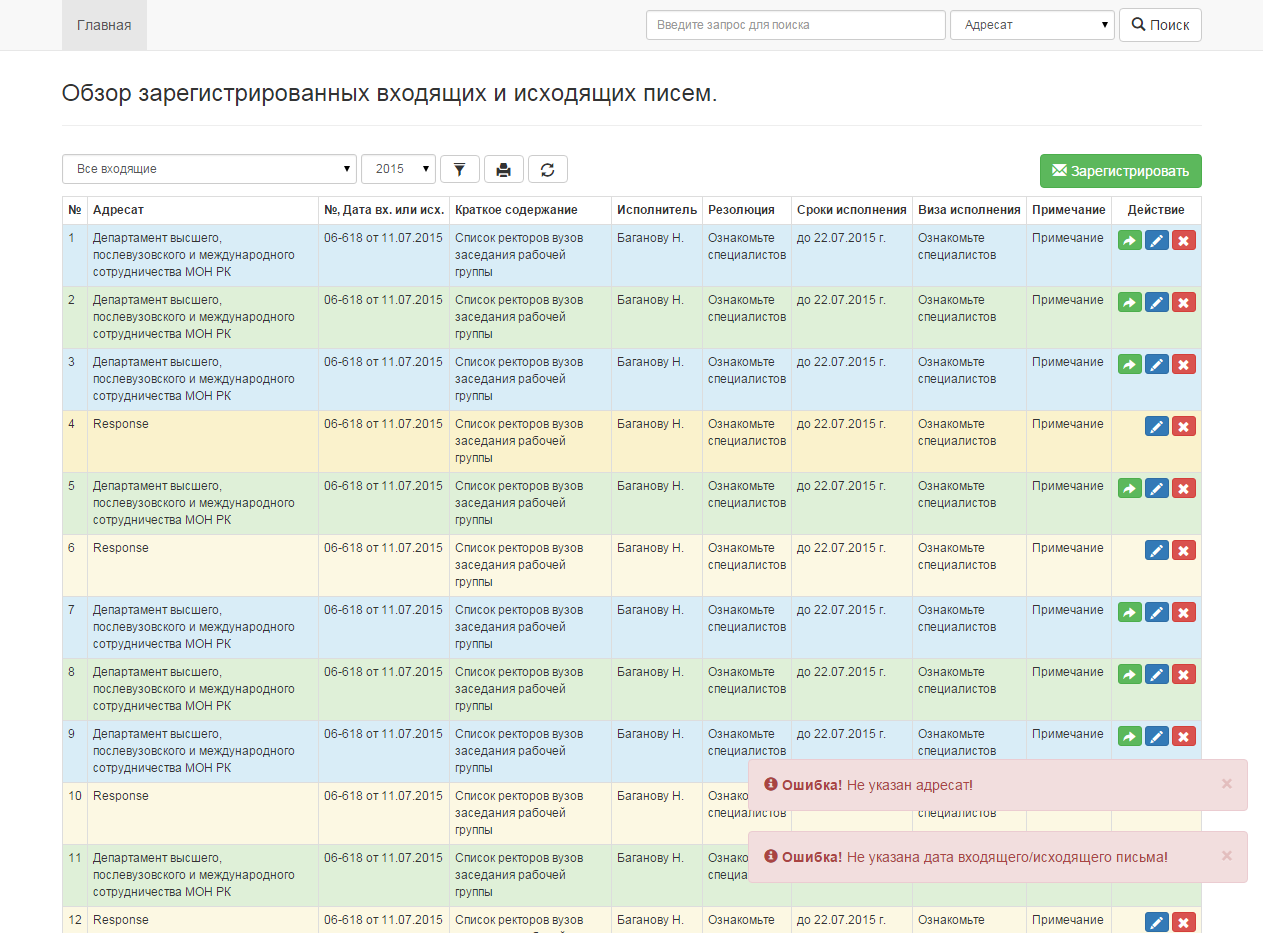 Главная
Введите запрос для поиска
Адресат
Поиск
Обзор зарегистрированных входящих и исходящих писем.
Все входящие
2015
Зарегистрировать
№ Адресат №, Дата вх. или исх. Краткое содержание Исполнитель Резолюция Сроки исполнения Виза исполнения Примечание Действие
1 Департамент высшего, 06-618 от 11.07.2015 Список ректоров вузов Баганову Н. Ознакомьте до 22.07.2015 г. Ознакомьте Примечание
послевузовского и международного заседания рабочей специалистов специалистов
сотрудничества МОН РК группы
2 Департамент высшего, 06-618 от 11.07.2015 Список ректоров вузов Баганову Н. Ознакомьте до 22.07.2015 г. Ознакомьте Примечание
послевузовского и международного заседания рабочей специалистов специалистов
сотрудничества МОН РК группы
3 Департамент высшего, 06-618 от 11.07.2015 Список ректоров вузов Баганову Н. Ознакомьте до 22.07.2015 г. Ознакомьте Примечание
послевузовского и международного заседания рабочей специалистов специалистов
сотрудничества МОН РК группы
4 Response 06-618 от 11.07.2015 Список ректоров вузов Баганову Н. Ознакомьте до 22.07.2015 г. Ознакомьте Примечание
заседания рабочей специалистов специалистов
группы
5 Департамент высшего, 06-618 от 11.07.2015 Список ректоров вузов Баганову Н. Ознакомьте до 22.07.2015 г. Ознакомьте Примечание
послевузовского и международного заседания рабочей специалистов специалистов
сотрудничества МОН РК группы
6 Response 06-618 от 11.07.2015 Список ректоров вузов Баганову Н. Ознакомьте до 22.07.2015 г. Ознакомьте Примечание
заседания рабочей специалистов специалистов
группы
7 Департамент высшего, 06-618 от 11.07.2015 Список ректоров вузов Баганову Н. Ознакомьте до 22.07.2015 г. Ознакомьте Примечание
послевузовского и международного заседания рабочей специалистов специалистов
сотрудничества МОН РК группы
8 Департамент высшего, 06-618 от 11.07.2015 Список ректоров вузов Баганову Н. Ознакомьте до 22.07.2015 г. Ознакомьте Примечание
послевузовского и международного заседания рабочей специалистов специалистов
сотрудничества МОН РК группы
9 Департамент высшего, 06-618 от 11.07.2015 Список ректоров вузов Баганову Н. Ознакомьте до 22.07.2015 г. Ознакомьте Примечание
послевузовского и международного заседания рабочей специалистов специалистов
сотрудничества МОН РК группы
Ошибка! Не указан адресат!
10 Response 06-618 от 11.07.2015 Список ректоров вузов Баганову Н. Ознако
заседания рабочей специалистов специалистов
группы
Ошибка! Не указана дата входящего/исходящего письма!
11 Департамент высшего, 06-618 от 11.07.2015 Список ректоров вузов Баганову Н. Ознако
послевузовского и международного заседания рабочей специа
сотрудничества МОН РК группы
12 Response 06-618 от 11.07.2015 Список ректоров вузов Баганову Н. Ознакомьте до 22.07.2015 г. Ознакомьте Примечание